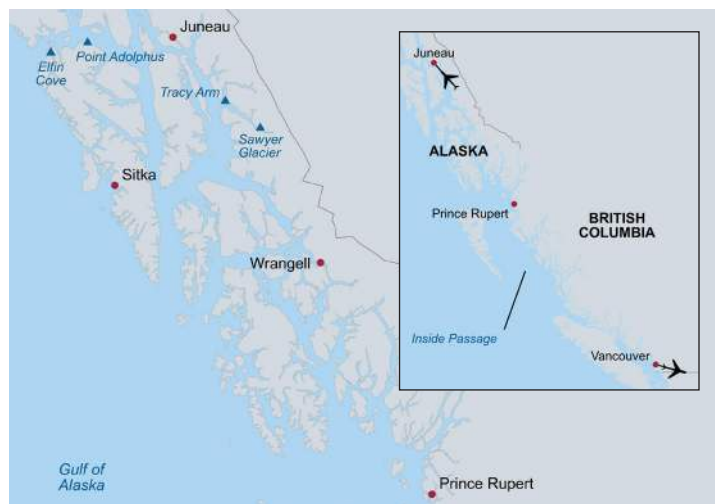 Juneau
Point Adolphus
Elfin
Cove
Tracy Arm
Sawyer
Glacier
Sitka
Wrangell
Gulf of
Alaska
Prince Rupert
Juneau
ALASKA
Prince Rupert
BRITISH
COLUMBIA
Inside Passage
Vancouver